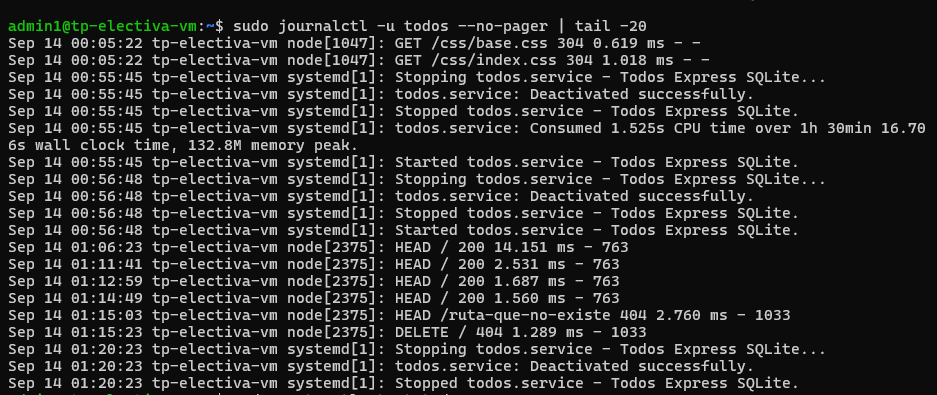 admin1@tp-electiva-vm:~$ sudo journalctl -u todos --no-pager | tail -20
Sep 14 00:05:22 tp-electiva-vm node[1047]: GET /css/base.css 304 0.619 ms - -
Sep 14 00:05:22 tp-electiva-vm node[1047]: GET /css/index.css 304 1.018 ms - -
Sep 14 00:55:45 tp-electiva-vm systemd[1]: Stopping todos.service - Todos Express SQLite...
Sep 14 00:55:45 tp-electiva-vm systemd[1]: todos.service: Deactivated successfully.
Sep 14 00:55:45 tp-electiva-vm systemd[1]: Stopped todos.service - Todos Express SQLite.
Sep 14 00:55:45 tp-electiva-vm systemd[1]: todos.service: Consumed 1.525s CPU time over 1h 30min 16.70
6s wall clock time, 132.8M memory peak.
Sep 14 00:55:45 tp-electiva-vm systemd[1]: Started todos.service - Todos Express SQLite.
Sep 14 00:56:48 tp-electiva-vm systemd[1]: Stopping todos.service - Todos Express SQLite...
Sep 14 00:56:48 tp-electiva-vm systemd[1]: todos.service: Deactivated successfully.
Sep 14 00:56:48 tp-electiva-vm systemd[1]: Stopped todos.service - Todos Express SQLite.
Sep 14 00:56:48 tp-electiva-vm systemd[1]: Started todos.service - Todos Express SQLite.
Sep 14 01:06:23 tp-electiva-vm node[2375]: HEAD / 200 14.151 ms - 763
Sep 14 01:11:41 tp-electiva-vm node[2375]: HEAD / 200 2.531 ms - 763
Sep 14 01:12:59 tp-electiva-vm node[2375]: HEAD / 200 1.687 ms - 763
Sep 14 01:14:49 tp-electiva-vm node[2375]: HEAD / 200 1.560 ms - 763
Sep 14 01:15:03 tp-electiva-vm node[2375]: HEAD /ruta-que-no-existe 404 2.760 ms - 1033
Sep 14 01:15:23 tp-electiva-vm node[2375]: DELETE / 404 1.289 ms - 1033
Sep 14 01:20:23 tp-electiva-vm systemd[1]: Stopping todos.service - Todos Express SQLite...
Sep 14 01:20:23 tp-electiva-vm systemd[1]: todos.service: Deactivated successfully.
Sep 14 01:20:23 tp-electiva-vm systemd[1]: Stopped todos.service - Todos Express SQLite.